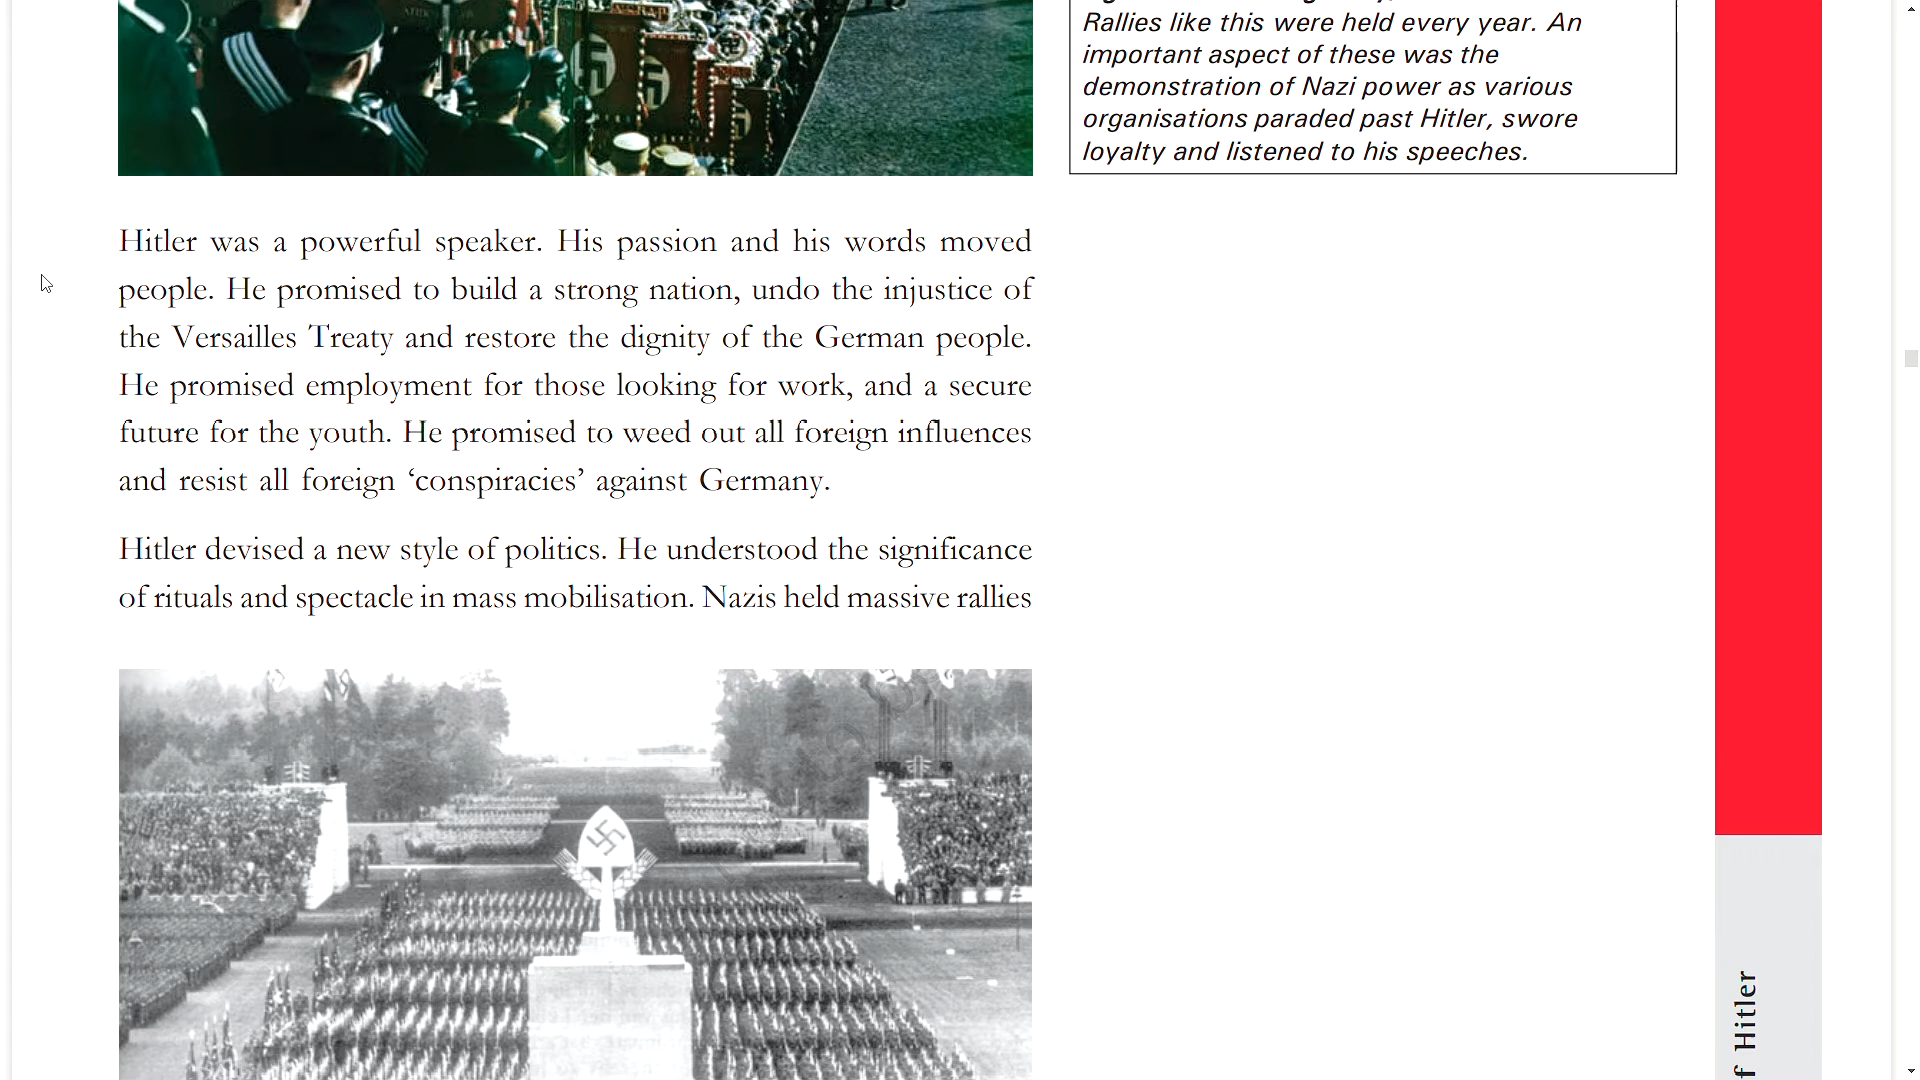 Rallies like this were held every year. An
important aspect of these was the
demonstration of Nazi power as various
organisations paraded past Hitler, swore
loyalty and listened to his speeches.
Hitler was a powerful speaker. His passion and his words moved
people. He promised to build a strong nation, undo the injustice of
the Versailles Treaty and restore the dignity of the German people.
He promised employment for those looking for work, and a secure
future for the youth. He promised to weed out all foreign influences
and resist all foreign ‘conspiracies’ against Germany.
Hitler devised a new style of politics. He understood the significance
of rituals and spectacle in mass mobilisation. Nazis held massive rallies
f Hitler